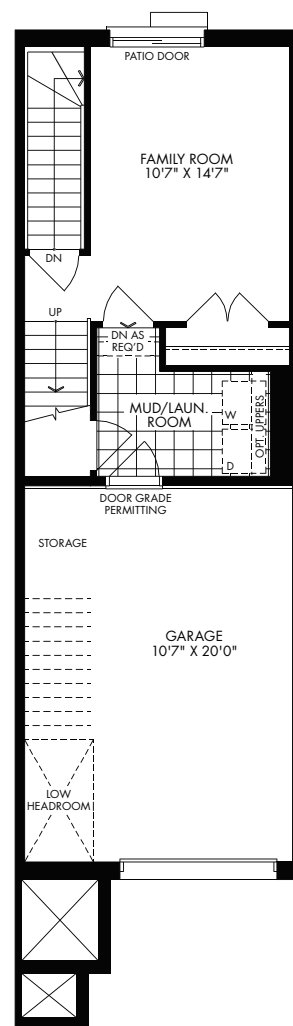 PATIO DOOR
FAMILY ROOM
10'7" X 14'7"
DN
UP
DN AS
REQ'D
MUD/LAUN.
ROOM
W
OPT. UPPERS
D
DOOR GRADE
PERMITTING
STORAGE
GARAGE
10'7" X 20'0"
LOW
HEADROOM